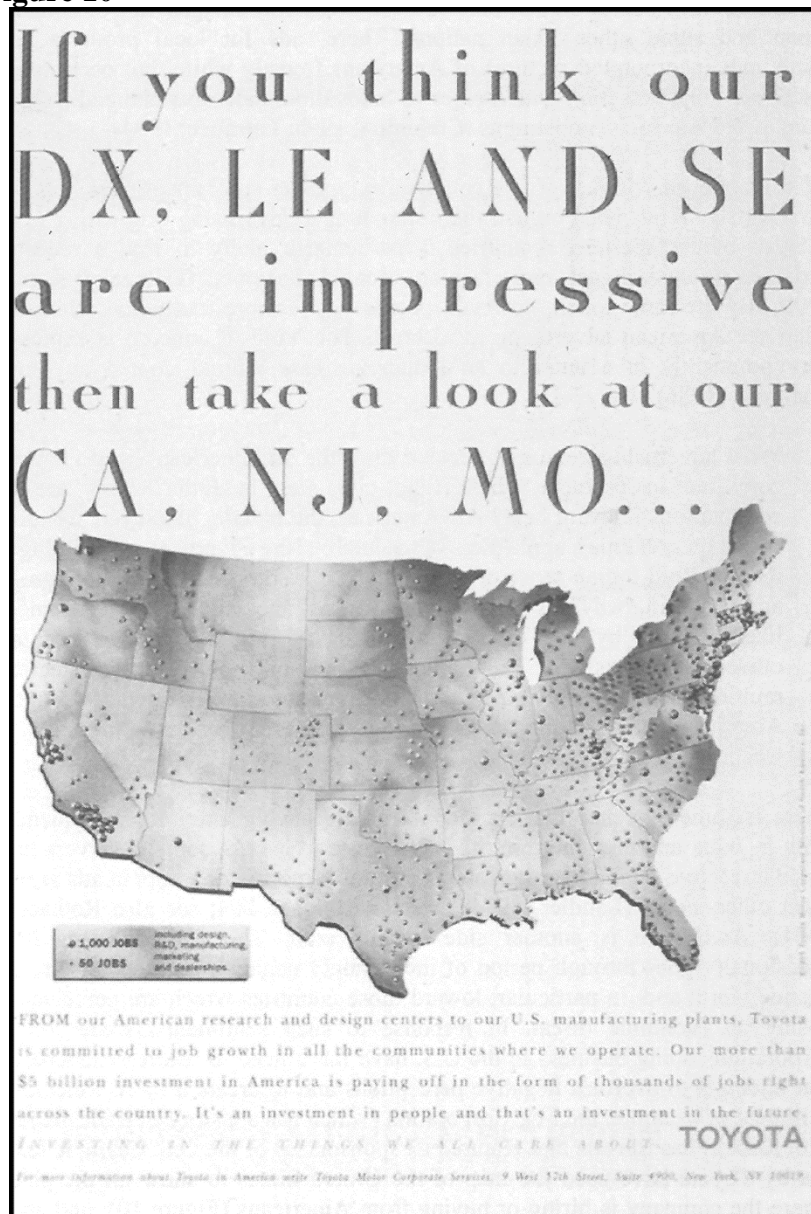 If you think our
DX, LE AND SE
are impressive
then take a look at our
CA, NJ, MO...
1,000 JOBS
50 JOBS
including design,
R&D, manufacturing,
marketing
and dealerships
FROM our American research and design centers to our U.S. manufacturing plants, Toyota
is committed to job growth in all the communities where we operate. Our more than
$5 billion investment in America is paying off in the form of thousands of jobs right
across the country. It's an investment in people and that's an investment in the future.
INVESTING IN THE THINGS WE ALL CARE ABOUT.
TOYOTA
For more information about Toyota in America write Toyota Motor Corporate Services, 9 West 57th Street, Suite 4900, New York, NY 10019